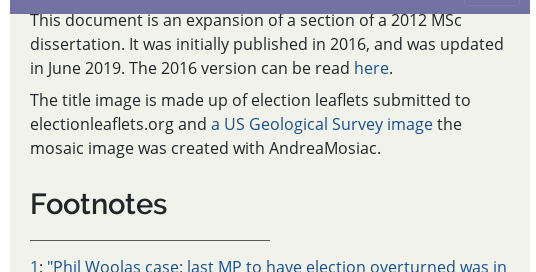 This document is an expansion of a section of a 2012 MSc
dissertation. It was initially published in 2016, and was updated
in June 2019. The 2016 version can be read here.
The title image is made up of election leaflets submitted to
electionleaflets.org and a US Geological Survey image the
mosaic image was created with AndreaMosiac.
Footnotes
1: "Phil Woolas case: last MP to have election overturned was in